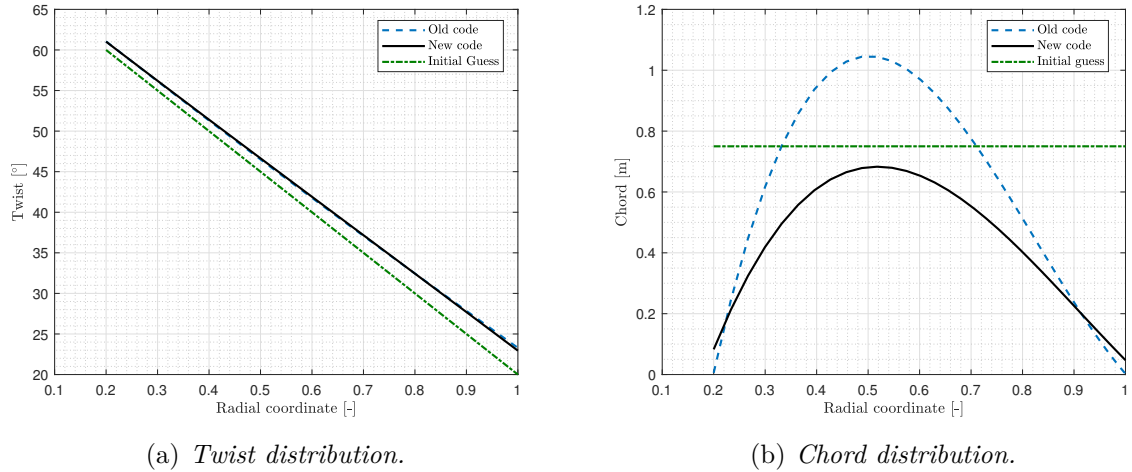 65
60
55
50
45
40
35
30
25
20
Twist [°]
0.1 0.2 0.3 0.4 0.5 0.6 0.7 0.8 0.9 1
Radial coordinate [-]
Old code
New code
Initial Guess
(a) Twist distribution.
1.2
1
0.8
0.6
0.4
0.2
0
Chord [m]
0.1 0.2 0.3 0.4 0.5 0.6 0.7 0.8 0.9 1
Radial coordinate [-]
Old code
New code
Initial guess
(b) Chord distribution.